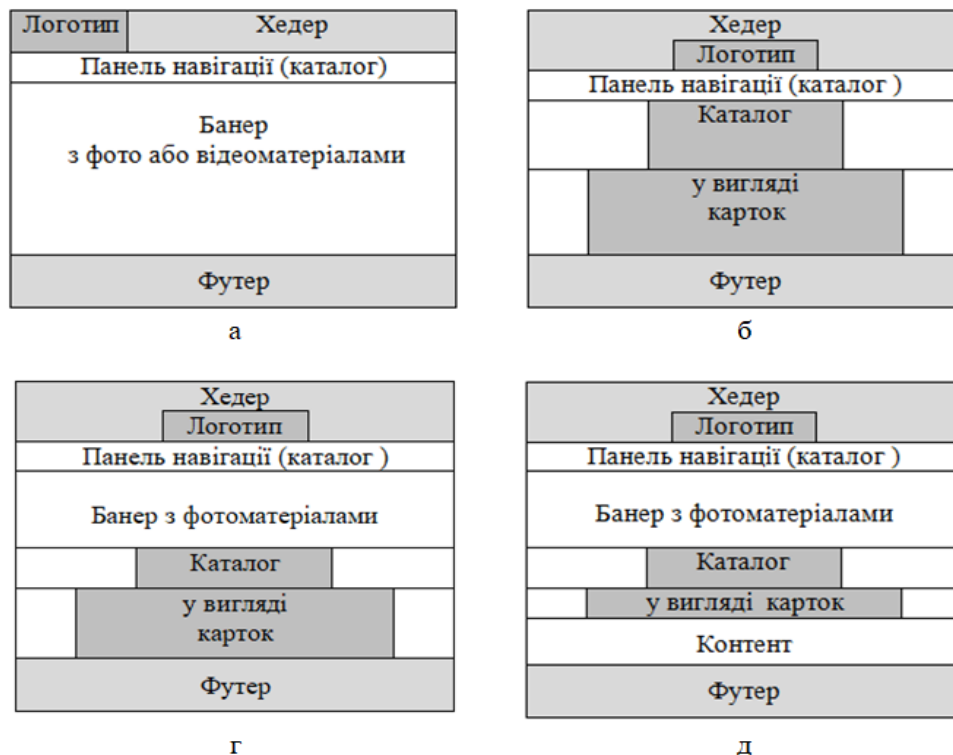 Логотип
Хедер
Панель навігації (каталог)
Банер
з фото або відеоматеріалами
Футер
а
Хедер
Логотип
Панель навігації (каталог )
Каталог
у вигляді
карток
Футер
б
Хедер
Логотип
Панель навігації (каталог )
Банер з фотоматеріалами
Каталог
у вигляді
карток
Футер
г
Хедер
Логотип
Панель навігації (каталог )
Банер з фотоматеріалами
Каталог
у вигляді карток
Контент
Футер
д